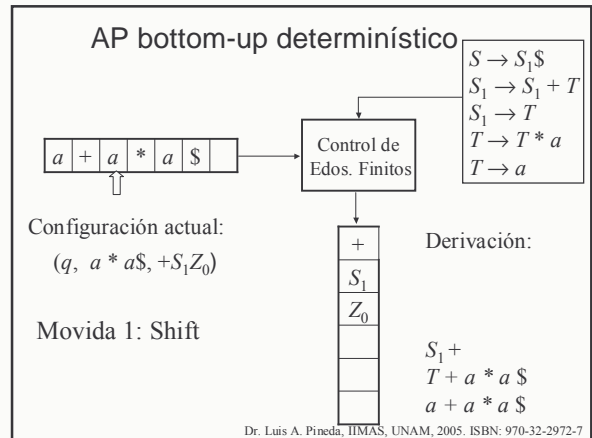 AP bottom-up determinístico
S → S₁$
S₁ → S₁ + T
S₁ → T
T → T * a
T → a
a + a * a $
Control de
Edos. Finitos
Configuración actual:
(q, a * a$, +S₁Z₀)
Movida 1: Shift
+
S₁
Z₀
Derivación:
S₁ +
T + a * a $
a + a * a $
Dr. Luis A. Pineda, IIMAS, UNAM, 2005. ISBN: 970-32-2972-7